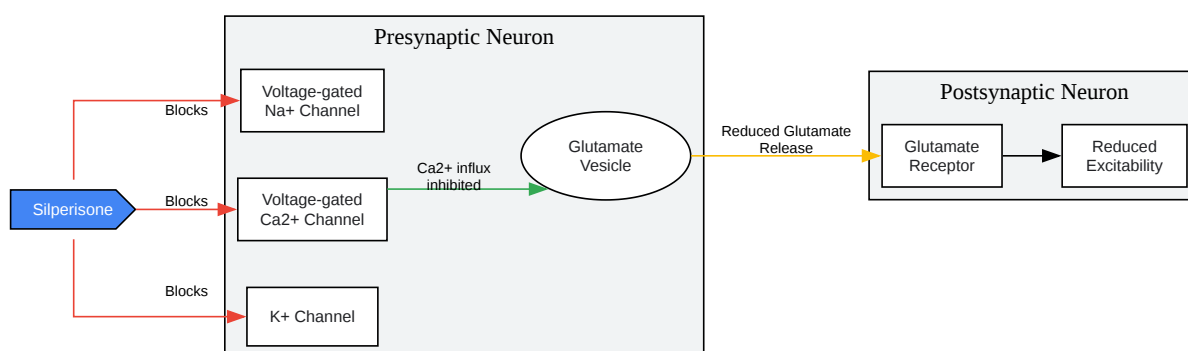 Presynaptic Neuron
Postsynaptic Neuron
Silperisone
Blocks
Blocks
Blocks
Voltage-gated
Na+ Channel
Voltage-gated
Ca2+ Channel
K+ Channel
Ca2+ influx
inhibited
Glutamate
Vesicle
Reduced Glutamate
Release
Glutamate
Receptor
Reduced
Excitability